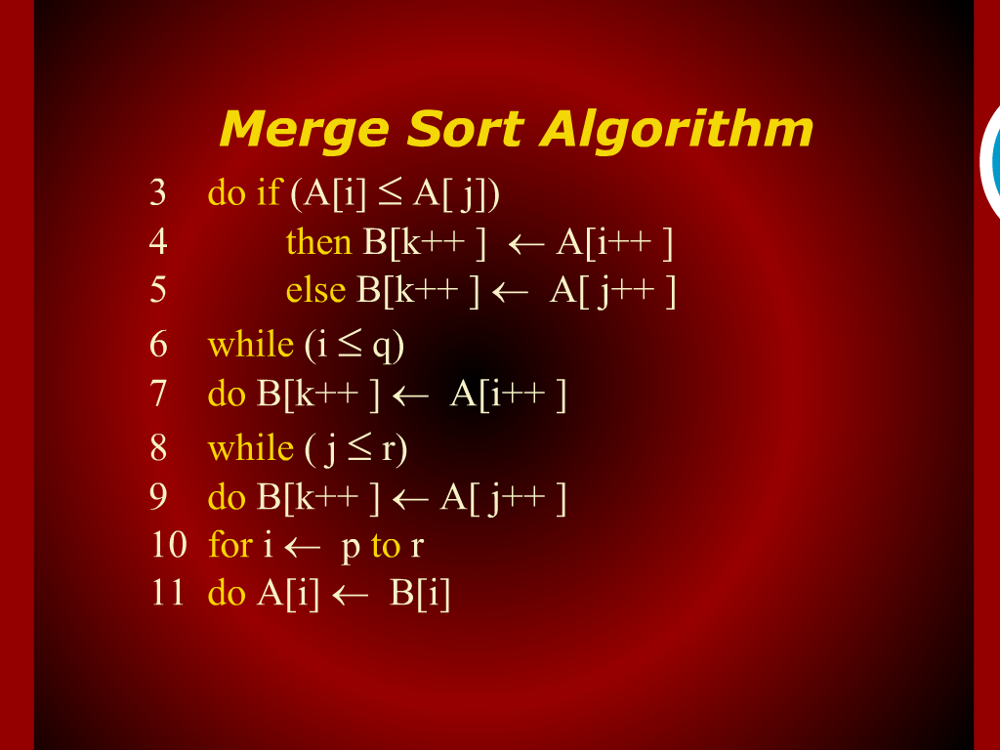 Merge Sort Algorithm
3 do if (A[i] ≤ A[ j])
4 then B[k++ ] ← A[i++ ]
5 else B[k++ ] ← A[ j++ ]
6 while (i ≤ q)
7 do B[k++ ] ← A[i++ ]
8 while ( j ≤ r)
9 do B[k++ ] ← A[ j++ ]
10 for i ← p to r
11 do A[i] ← B[i]